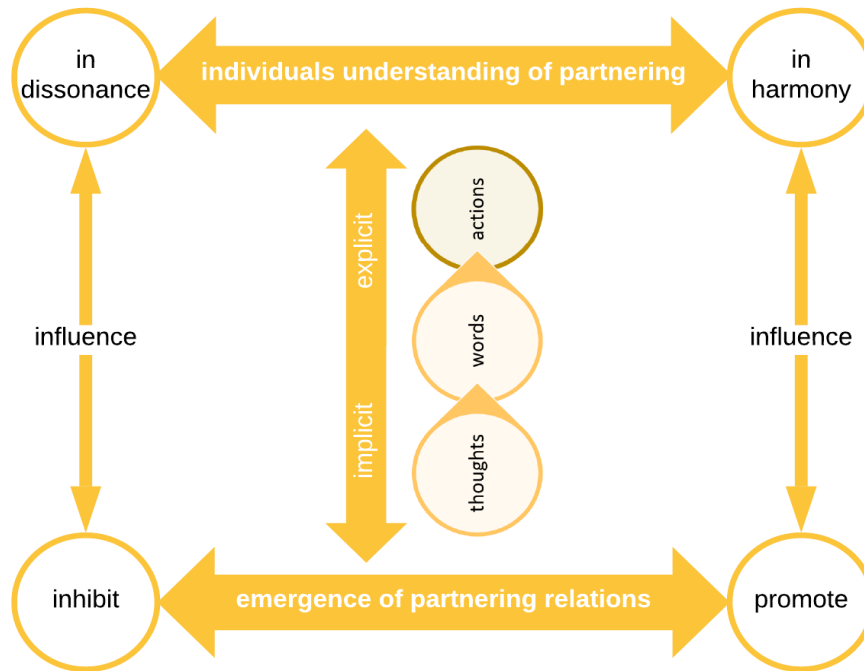 in
dissonance
individuals understanding of partnering
in
harmony
explicit
actions
influence
words
influence
implicit
thoughts
inhibit
emergence of partnering relations
promote